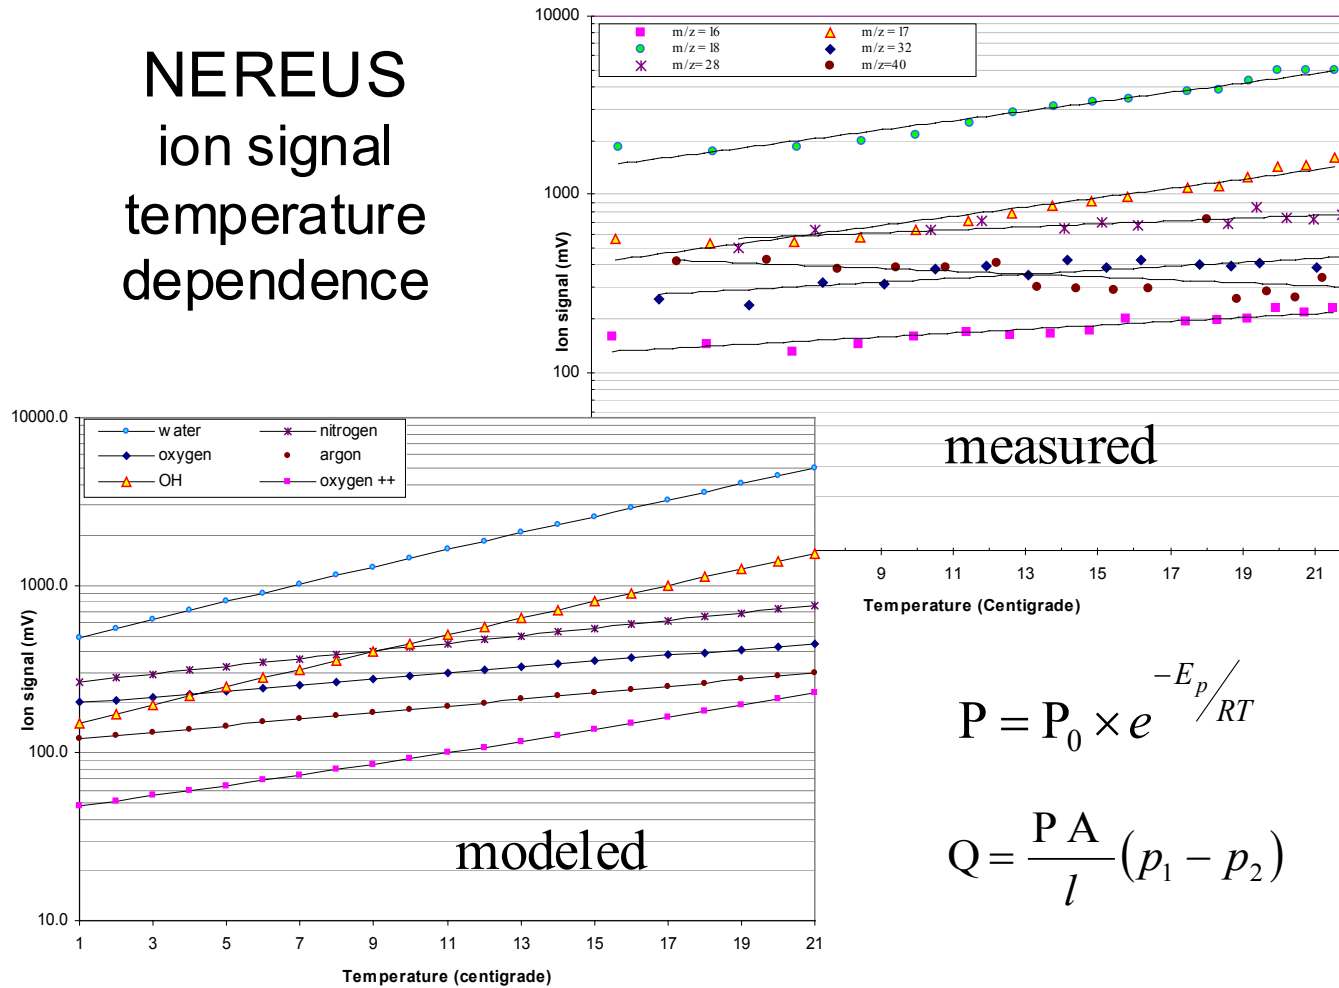 NEREUS
ion signal
temperature
dependence
10000
1000
100
Ion signal (mV)
m/z = 16
m/z = 17
m/z = 18
m/z = 32
m/z= 28
m/z=40
measured
9 11 13 15 17 19 21
Temperature (Centigrade)
10000.0
1000.0
100.0
10.0
Ion signal (mV)
water
nitrogen
oxygen
argon
OH
oxygen ++
modeled
1 3 5 7 9 11 13 15 17 19 21
Temperature (centigrade)
P = P₀ × e^(-Eₚ/RT)
Q = (P A / l)(p₁ − p₂)